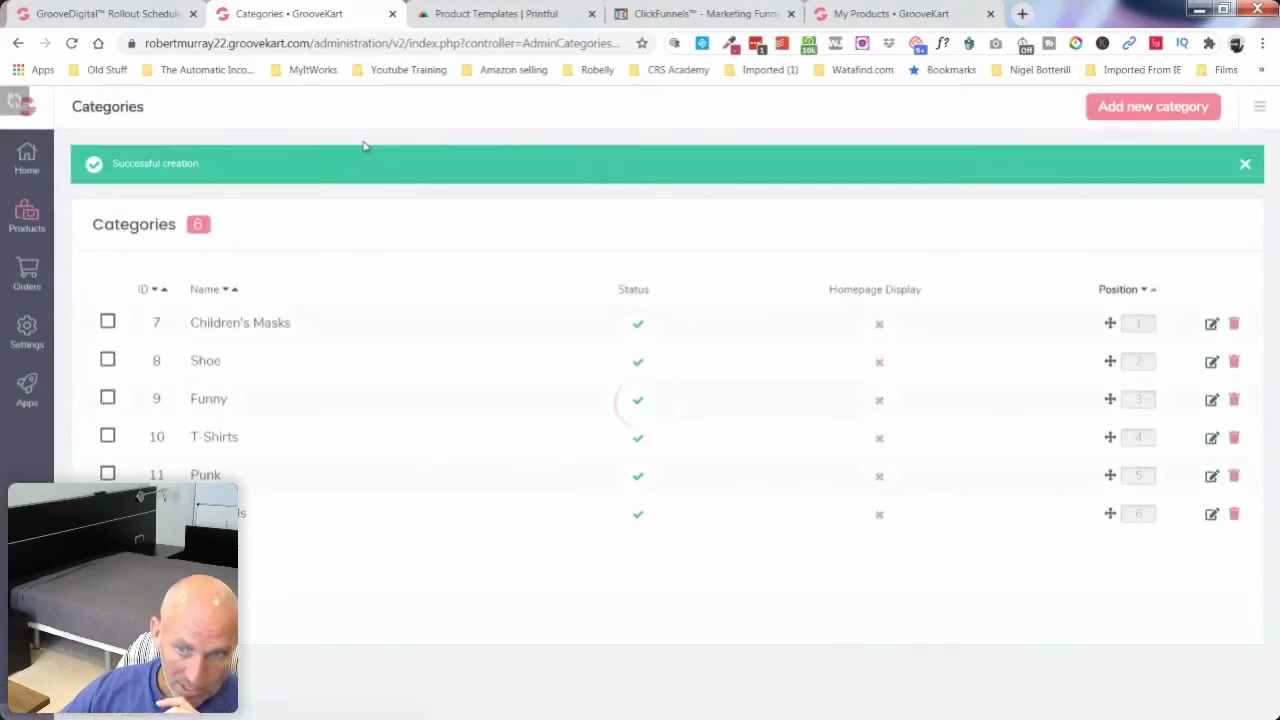 GrooveDigital™ Rollout Schedule
Categories • GrooveKart
Product Templates | Printful
ClickFunnels™ - Marketing Funn
My Products • GrooveKart
robertmurray22.groovekart.com/administration/v2/index.php?controller=AdminCategories...
Apps
Old Stuff
The Automatic Inco...
MyItWorks
Youtube Training
Amazon selling
Robelly
CRS Academy
Imported (1)
Watafind.com
Bookmarks
Nigel Botterill
Imported From IE
Films
»
Categories
Add new category
Successful creation
Home
Products
Orders
Settings
Apps
Categories 6
ID Name Status Homepage Display Position
7 Children's Masks 1
8 Shoe 2
9 Funny 3
10 T-Shirts 4
11 Punk 5
6